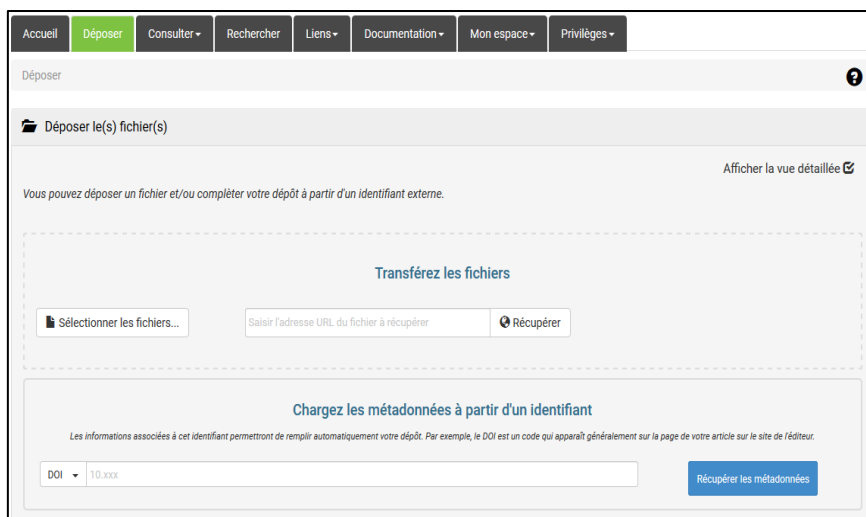 Accueil Déposer Consulter Rechercher Liens Documentation Mon espace Privilèges
Déposer
Déposer le(s) fichier(s)
Afficher la vue détaillée
Vous pouvez déposer un fichier et/ou complèter votre dépôt à partir d'un identifiant externe.
Transférez les fichiers
Sélectionner les fichiers... Saisir l'adresse URL du fichier à récupérer Récupérer
Chargez les métadonnées à partir d'un identifiant
Les informations associées à cet identifiant permettront de remplir automatiquement votre dépôt. Par exemple, le DOI est un code qui apparaît généralement sur la page de votre article sur le site de l'éditeur.
DOI 10.xxx Récupérer les métadonnées